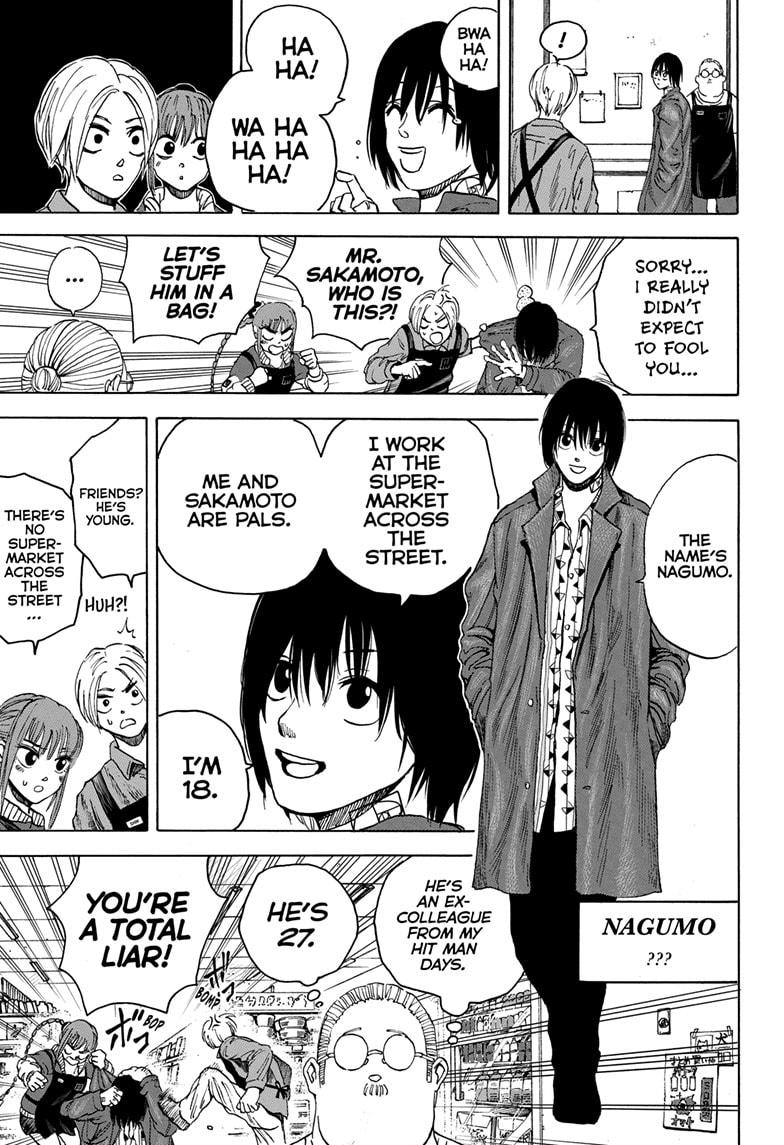 !
BWA
HA
HA!
HA
HA!
WA HA
HA HA
HA!
SORRY...
I REALLY
DIDN'T
EXPECT
TO FOOL
YOU...
MR.
SAKAMOTO,
WHO IS
THIS?!
LET'S
STUFF
HIM IN A
BAG!
...
THE
NAME'S
NAGUMO.
NAGUMO
???
I WORK
AT THE
SUPER-
MARKET
ACROSS
THE
STREET.
ME AND
SAKAMOTO
ARE PALS.
I'M
18.
HUH?!
FRIENDS?
HE'S
YOUNG.
THERE'S
NO
SUPER-
MARKET
ACROSS
THE
STREET
...
HE'S
AN EX-
COLLEAGUE
FROM MY
HIT MAN
DAYS.
HE'S
27.
YOU'RE
A TOTAL
LIAR!
BOMP
BOP